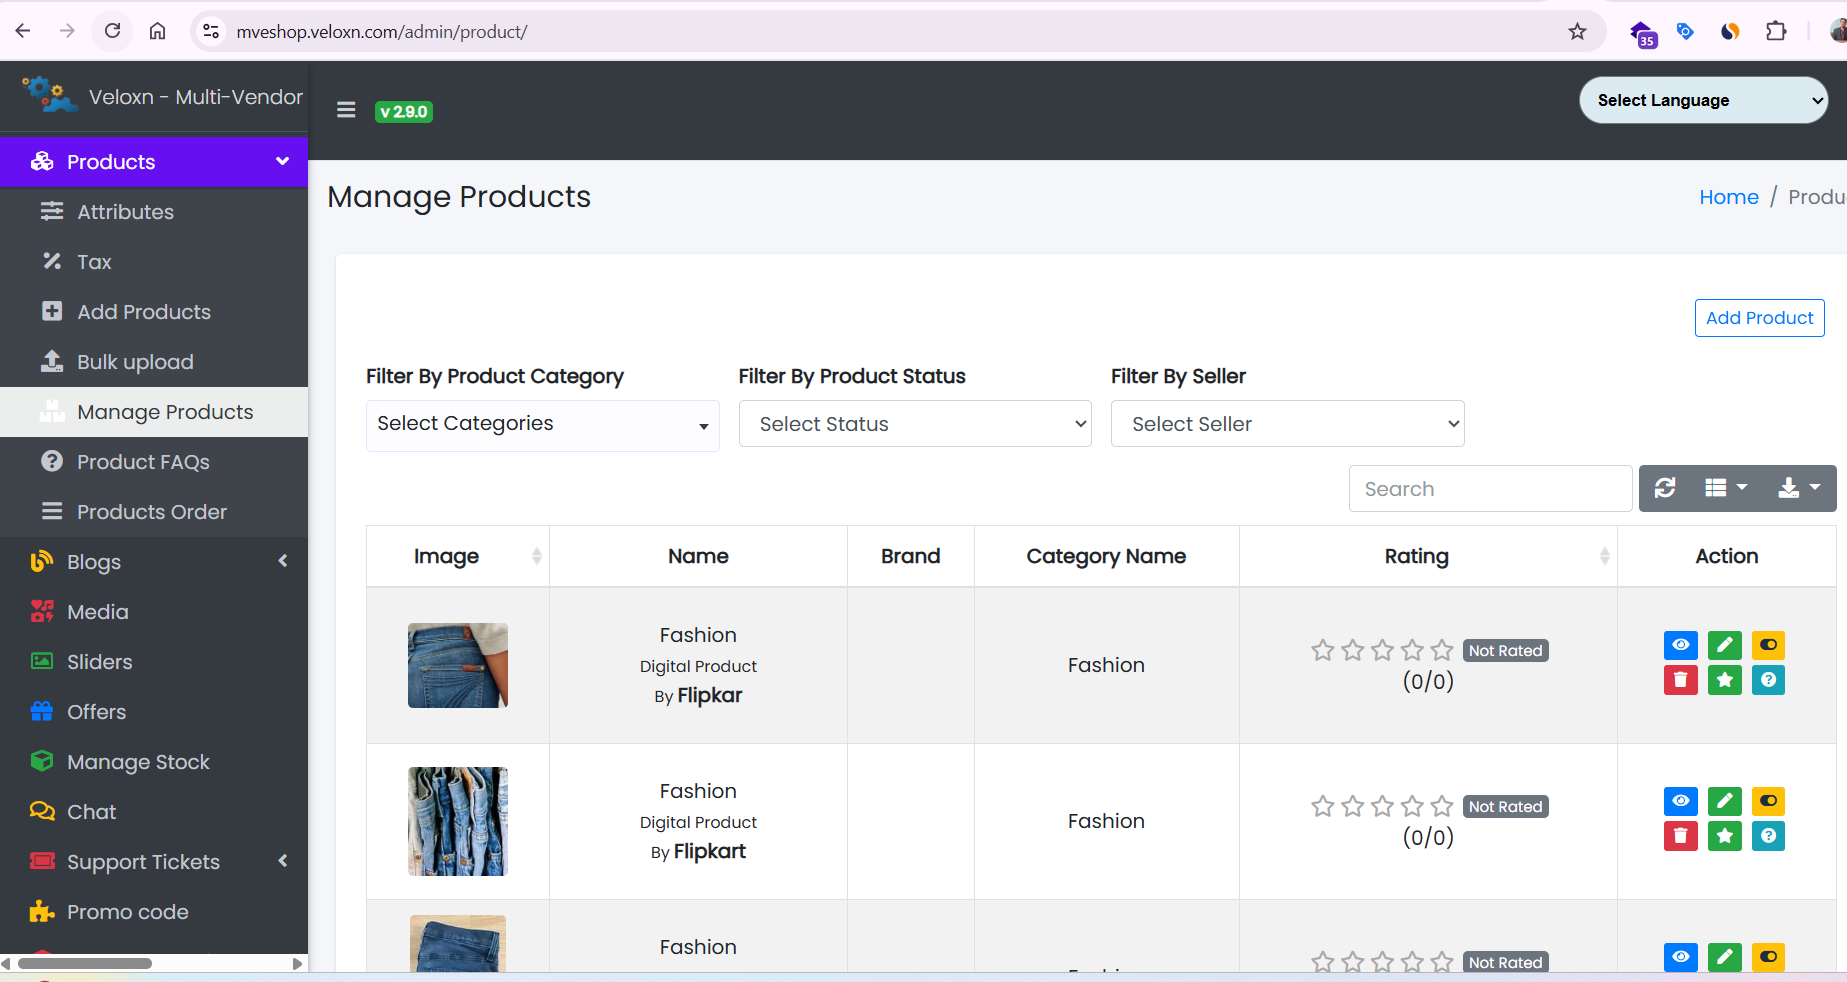 mveshop.veloxn.com/admin/product/
35
Veloxn - Multi-Vendor
v 2.9.0
Select Language
Products
Attributes
Tax
Add Products
Bulk upload
Manage Products
Product FAQs
Products Order
Blogs
Media
Sliders
Offers
Manage Stock
Chat
Support Tickets
Promo code
Manage Products
Home / Produ
Add Product
Filter By Product Category
Filter By Product Status
Filter By Seller
Select Categories
Select Status
Select Seller
Search
Image Name Brand Category Name Rating Action
Fashion
Digital Product
By Flipkar
Fashion
Not Rated
(0/0)
Fashion
Digital Product
By Flipkart
Fashion
Not Rated
(0/0)
Fashion
Not Rated